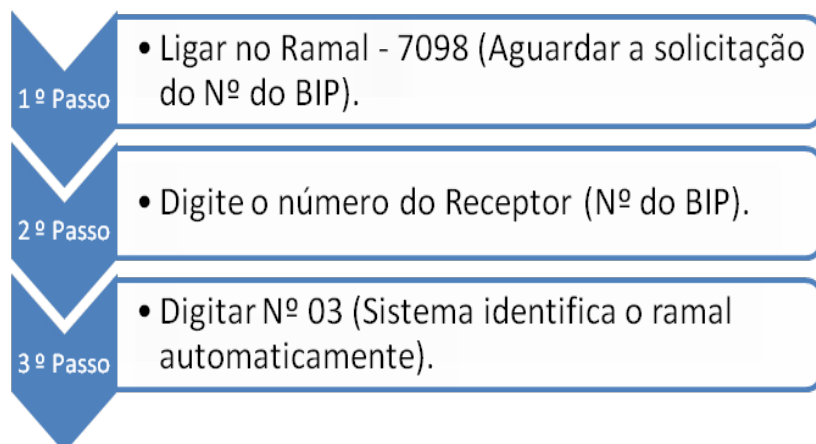 1º Passo
• Ligar no Ramal - 7098 (Aguardar a solicitação
do Nº do BIP).
2º Passo
• Digite o número do Receptor (Nº do BIP).
3º Passo
• Digitar Nº 03 (Sistema identifica o ramal
automaticamente).